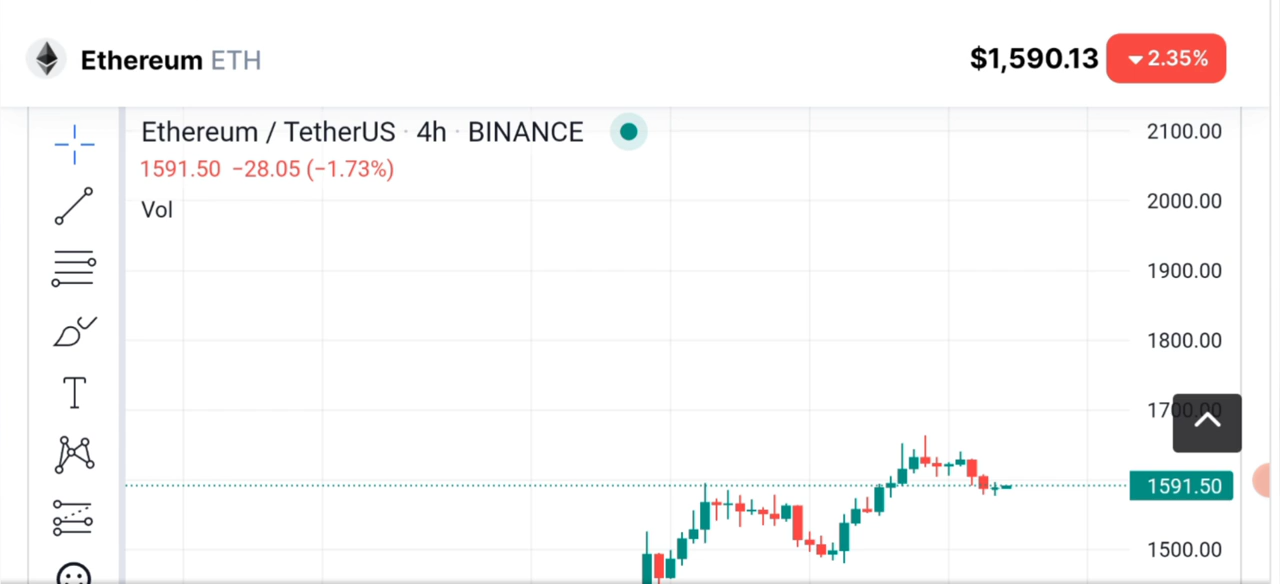 Ethereum ETH
$1,590.13 2.35%
Ethereum / TetherUS · 4h · BINANCE
1591.50 −28.05 (−1.73%)
Vol
T
2100.00
2000.00
1900.00
1800.00
1700.00
1591.50
1500.00